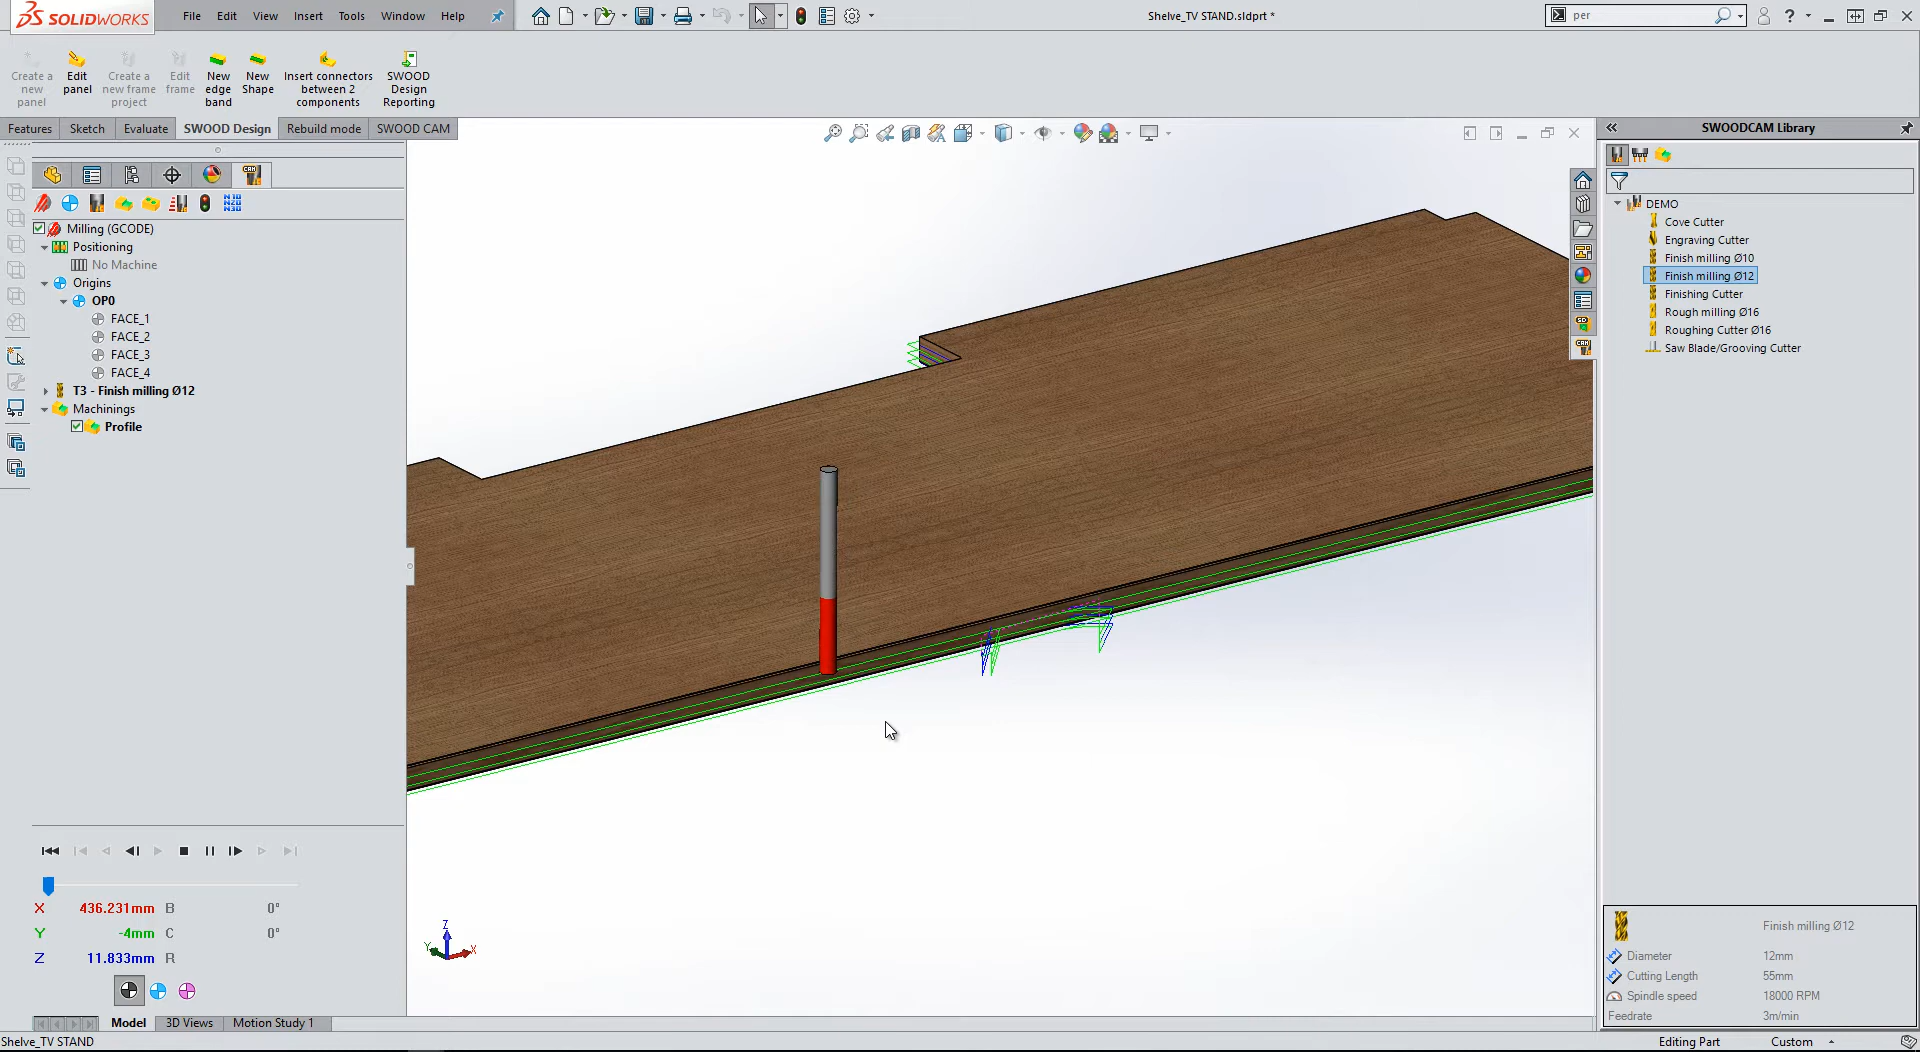 SOLIDWORKS
File Edit View Insert Tools Window Help
Shelve_TV STAND.sldprt *
per
Create a new panel
Edit panel
Create a new frame project
Edit frame
New edge band
New Shape
Insert connectors between 2 components
SWOOD Design Reporting
Features Sketch Evaluate SWOOD Design Rebuild mode SWOOD CAM
SWOODCAM Library
Milling (GCODE)
Positioning
No Machine
Origins
OP0
FACE_1
FACE_2
FACE_3
FACE_4
T3 - Finish milling Ø12
Machinings
Profile
DEMO
Cove Cutter
Engraving Cutter
Finish milling Ø10
Finish milling Ø12
Finishing Cutter
Rough milling Ø16
Roughing Cutter Ø16
Saw Blade/Grooving Cutter
X 436.231mm B 0°
Y -4mm C 0°
Z 11.833mm R
Z
Y
X
Finish milling Ø12
Diameter 12mm
Cutting Length 55mm
Spindle speed 18000 RPM
Feedrate 3m/min
Model 3D Views Motion Study 1
Shelve_TV STAND
Editing Part Custom